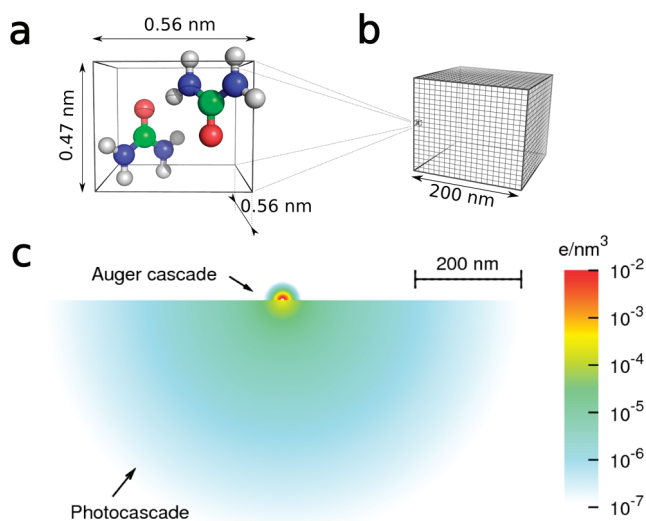 a
0.56 nm
0.47 nm
0.56 nm
b
200 nm
c
Auger cascade
200 nm
e/nm³
10⁻²
10⁻³
10⁻⁴
10⁻⁵
10⁻⁶
10⁻⁷
Photocascade